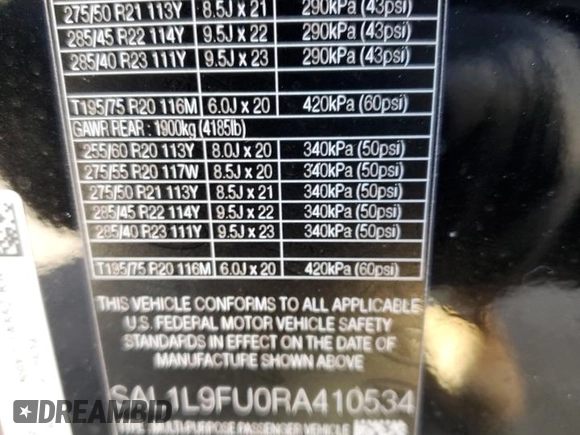 275/50 R21 113Y 8.5J x 21 290kPa (43psi)
285/45 R22 114Y 9.5J x 22 290kPa (43psi)
285/40 R23 111Y 9.5J x 23 290kPa (43psi)
T195/75 R20 116M 6.0J x 20 420kPa (60psi)
GAWR REAR : 1900kg (4185lb)
255/60 R20 113Y 8.0J x 20 340kPa (50psi)
275/55 R20 117W 8.5J x 20 340kPa (50psi)
275/50 R21 113Y 8.5J x 21 340kPa (50psi)
285/45 R22 114Y 9.5J x 22 340kPa (50psi)
285/40 R23 111Y 9.5J x 23 340kPa (50psi)
T195/75 R20 116M 6.0J x 20 420kPa (60psi)
THIS VEHICLE CONFORMS TO ALL APPLICABLE
U.S. FEDERAL MOTOR VEHICLE SAFETY
STANDARDS IN EFFECT ON THE DATE OF
MANUFACTURE SHOWN ABOVE
SAL1L9FU0RA410534
TYPE : MULTI-PURPOSE PASSENGER VEHICLE
DiRTYAUCTIONS